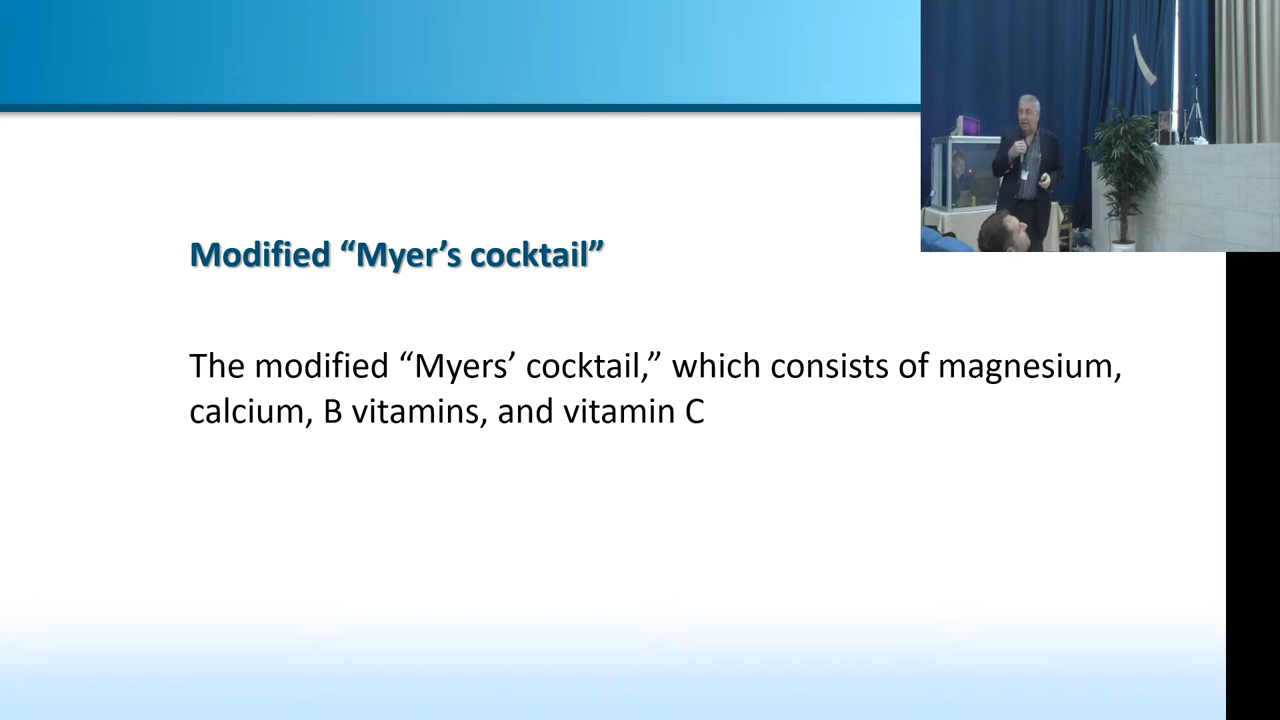 Modified “Myer’s cocktail”
The modified “Myers’ cocktail,” which consists of magnesium,
calcium, B vitamins, and vitamin C